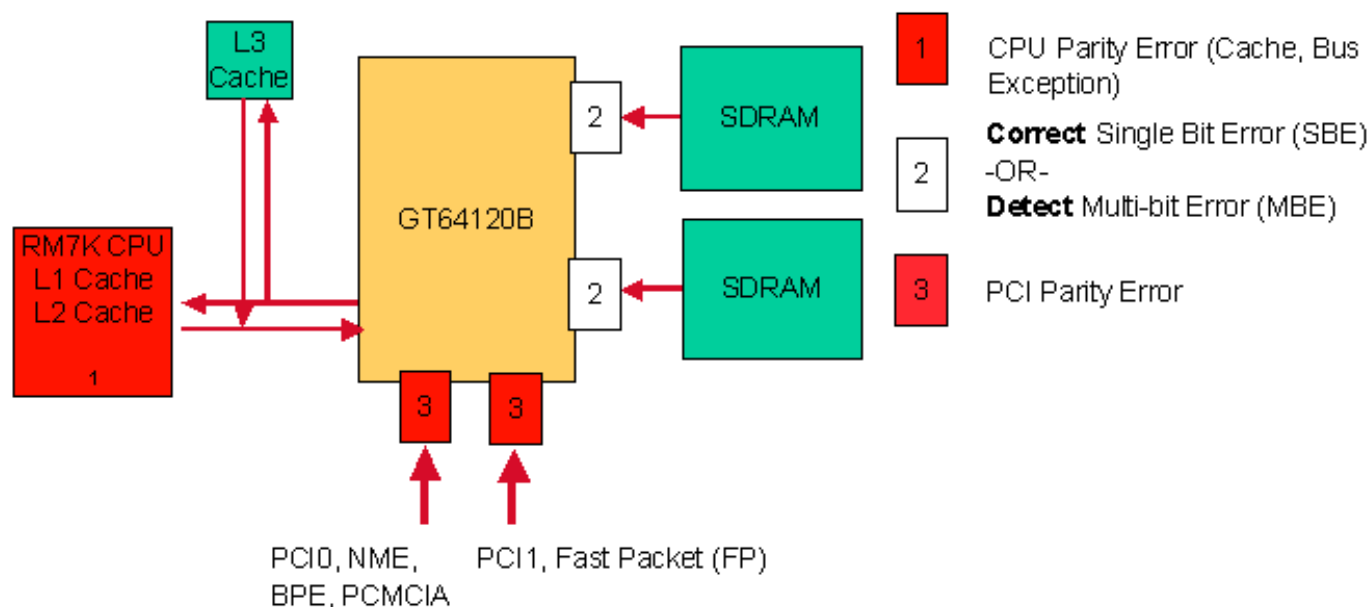 L3
Cache
GT64120B
2
SDRAM
2
SDRAM
RM7K CPU
L1 Cache
L2 Cache
1
3
3
PCI0, NME,
BPE, PCMCIA
PCI1, Fast Packet (FP)
1
CPU Parity Error (Cache, Bus
Exception)
2
Correct Single Bit Error (SBE)
-OR-
Detect Multi-bit Error (MBE)
3
PCI Parity Error